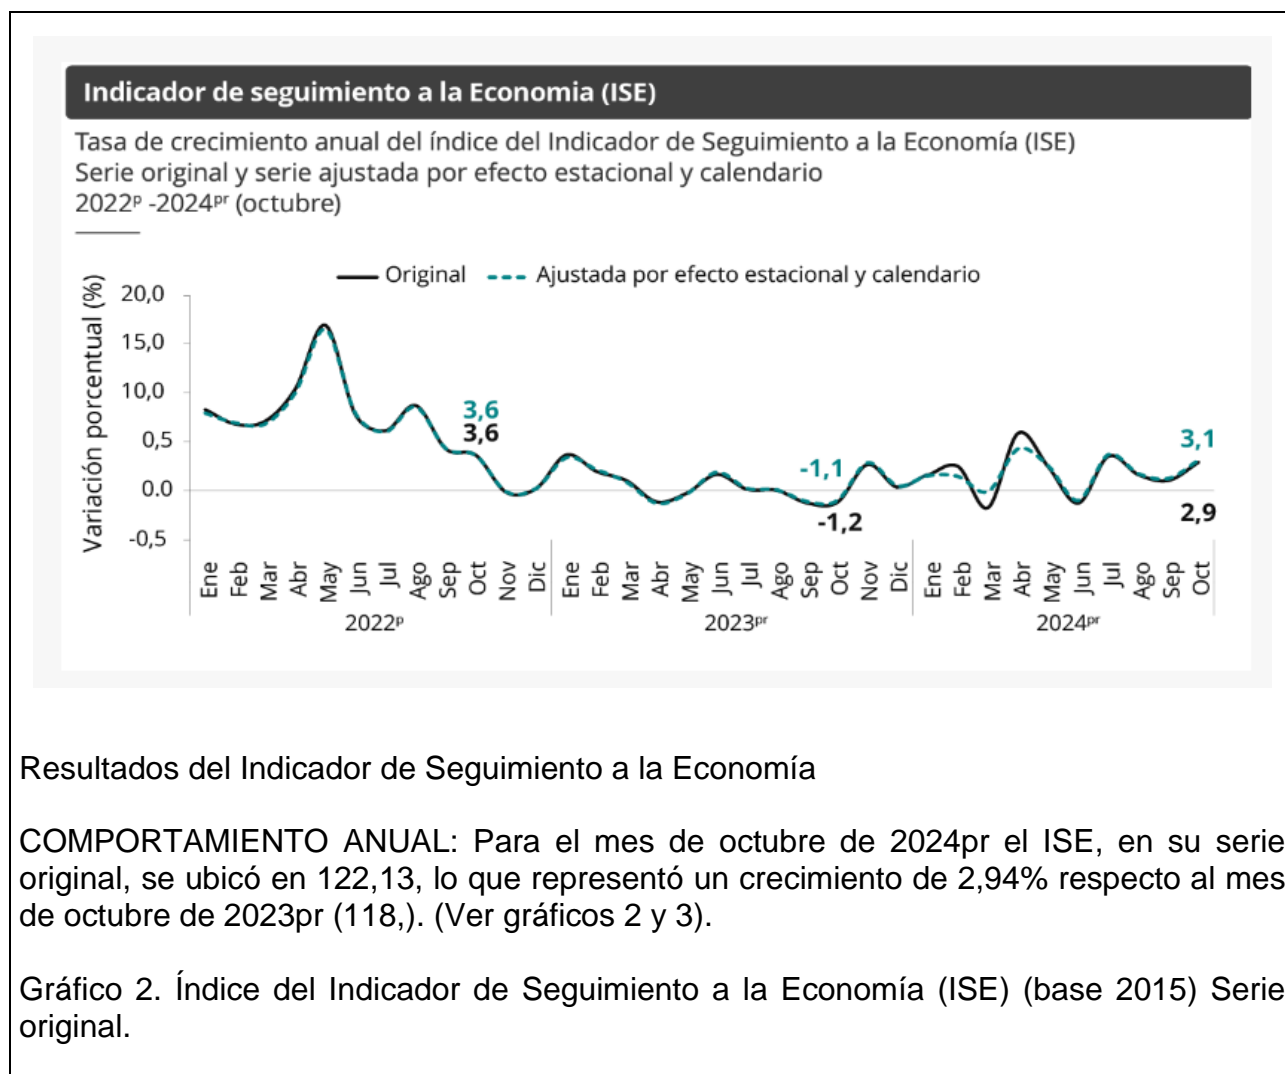 Indicador de seguimiento a la Economia (ISE)
Tasa de crecimiento anual del índice del Indicador de Seguimiento a la Economía (ISE)
Serie original y serie ajustada por efecto estacional y calendario
2022ᵖ -2024ᵖʳ (octubre)
Original Ajustada por efecto estacional y calendario
Variación porcentual (%)
20,0
15,0
10,0
0,5
0.0
-0,5
3,6
3,6
-1,1
-1,2
3,1
2,9
Ene Feb Mar Abr May Jun Jul Ago Sep Oct Nov Dic Ene Feb Mar Abr May Jun Jul Ago Sep Oct Nov Dic Ene Feb Mar Abr May Jun Jul Ago Sep Oct
2022ᵖ 2023ᵖʳ 2024ᵖʳ
Resultados del Indicador de Seguimiento a la Economía
COMPORTAMIENTO ANUAL: Para el mes de octubre de 2024pr el ISE, en su serie
original, se ubicó en 122,13, lo que representó un crecimiento de 2,94% respecto al mes
de octubre de 2023pr (118,). (Ver gráficos 2 y 3).
Gráfico 2. Índice del Indicador de Seguimiento a la Economía (ISE) (base 2015) Serie
original.